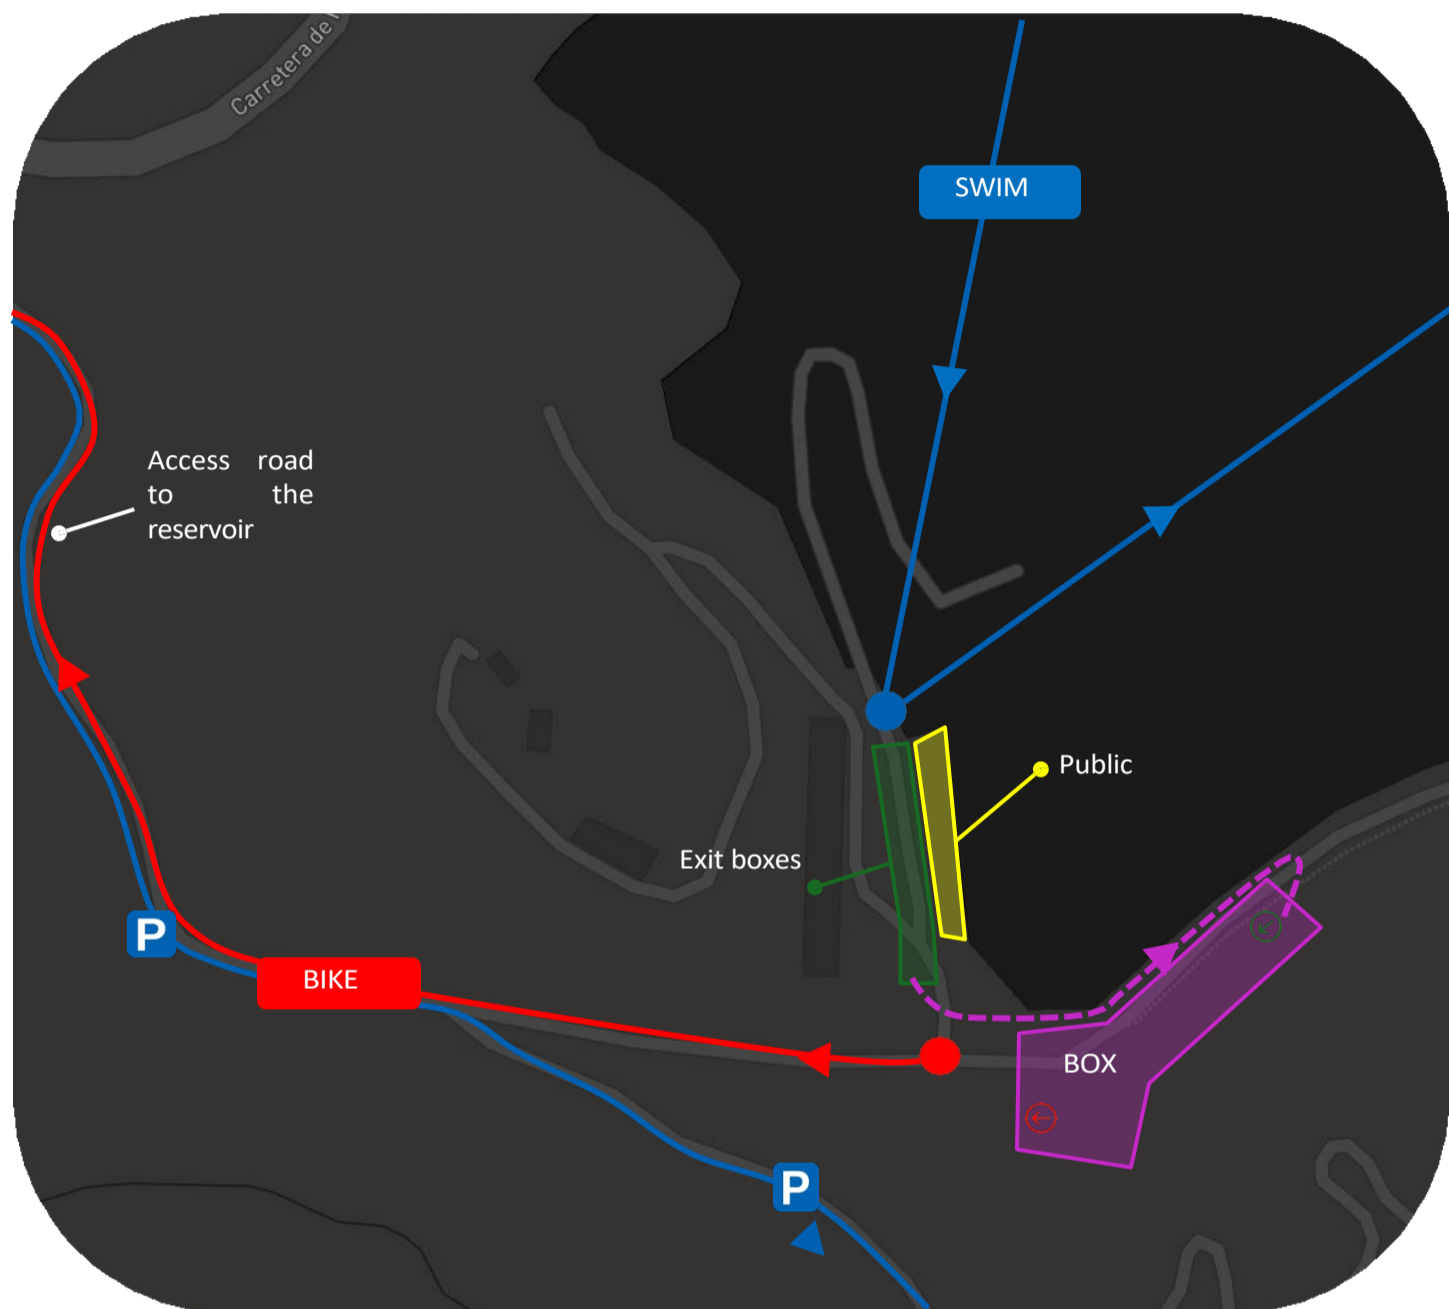 Carretera de
SWIM
Access road
to the
reservoir
Public
Exit boxes
P
BIKE
BOX
P